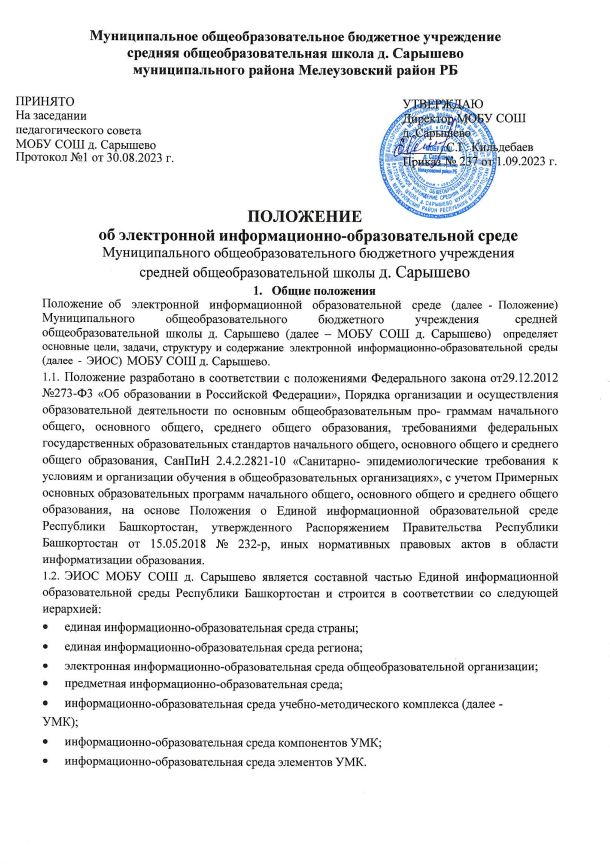 Муниципальное общеобразовательное бюджетное учреждение
средняя общеобразовательная школа д. Сарышево
муниципального района Мелеузовский район РБ
ПРИНЯТО
На заседании
педагогического совета
МОБУ СОШ д. Сарышево
Протокол №1 от 30.08.2023 г.
УТВЕРЖДАЮ
Директор МОБУ СОШ
д. Сарышево
С.Г. Кильдебаев
Приказ № 237 от 1.09.2023 г.
ПОЛОЖЕНИЕ
об электронной информационно-образовательной среде
Муниципального общеобразовательного бюджетного учреждения
средней общеобразовательной школы д. Сарышево
1. Общие положения
Положение об электронной информационной образовательной среде (далее - Положение)
Муниципального общеобразовательного бюджетного учреждения средней
общеобразовательной школы д. Сарышево (далее – МОБУ СОШ д. Сарышево) определяет
основные цели, задачи, структуру и содержание электронной информационно-образовательной среды
(далее - ЭИОС) МОБУ СОШ д. Сарышево.
1.1. Положение разработано в соответствии с положениями Федерального закона от29.12.2012
№273-ФЗ «Об образовании в Российской Федерации», Порядка организации и осуществления
образовательной деятельности по основным общеобразовательным про- граммам начального
общего, основного общего, среднего общего образования, требованиями федеральных
государственных образовательных стандартов начального общего, основного общего и среднего
общего образования, СанПиН 2.4.2.2821-10 «Санитарно- эпидемиологические требования к
условиям и организации обучения в общеобразовательных организациях», с учетом Примерных
основных образовательных программ начального общего, основного общего и среднего общего
образования, на основе Положения о Единой информационной образовательной среде
Республики Башкортостан, утвержденного Распоряжением Правительства Республики
Башкортостан от 15.05.2018 № 232-р, иных нормативных правовых актов в области
информатизации образования.
1.2. ЭИОС МОБУ СОШ д. Сарышево является составной частью Единой информационной
образовательной среды Республики Башкортостан и строится в соответствии со следующей
иерархией:
• единая информационно-образовательная среда страны;
• единая информационно-образовательная среда региона;
• электронная информационно-образовательная среда общеобразовательной организации;
• предметная информационно-образовательная среда;
• информационно-образовательная среда учебно-методического комплекса (далее -
УМК);
• информационно-образовательная среда компонентов УМК;
• информационно-образовательная среда элементов УМК.